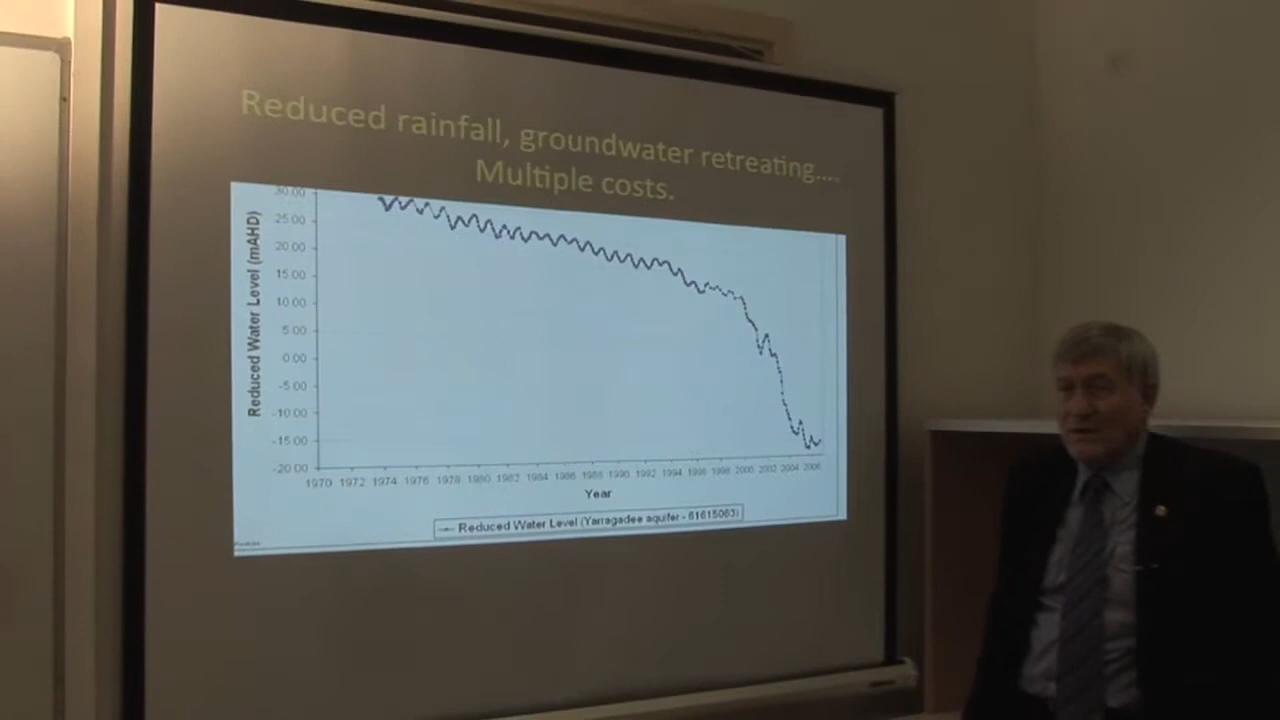 Reduced rainfall, groundwater retreating....
Multiple costs.
Reduced Water Level (mAHD)
30.00
25 00
20 00
15 00
10 00
5 00
0 00
-5 00
-10 00
-15 00
-20 00
1970 1972 1974 1976 1978 1980 1982 1984 1986 1988 1990 1992 1994 1996 1998 2000 2002 2004 2006
Year
Reduced Water Level (Yarragadee aquifer - 61615063)